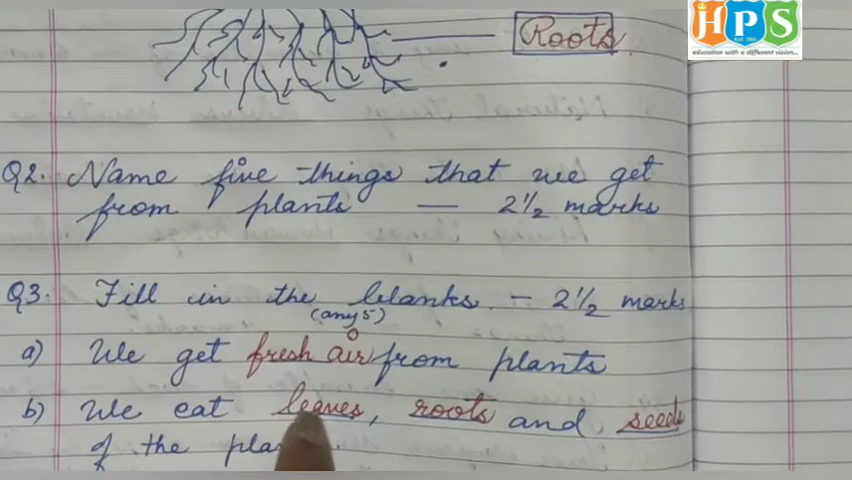 Roots
HPS
education with a different vision...
Q2. Name five things that we get
from plants — 2½ marks
Q3. Fill in the blanks. – 2½ marks
(any 5)
a) We get fresh air from plants
b) We eat leaves, roots and seeds
of the